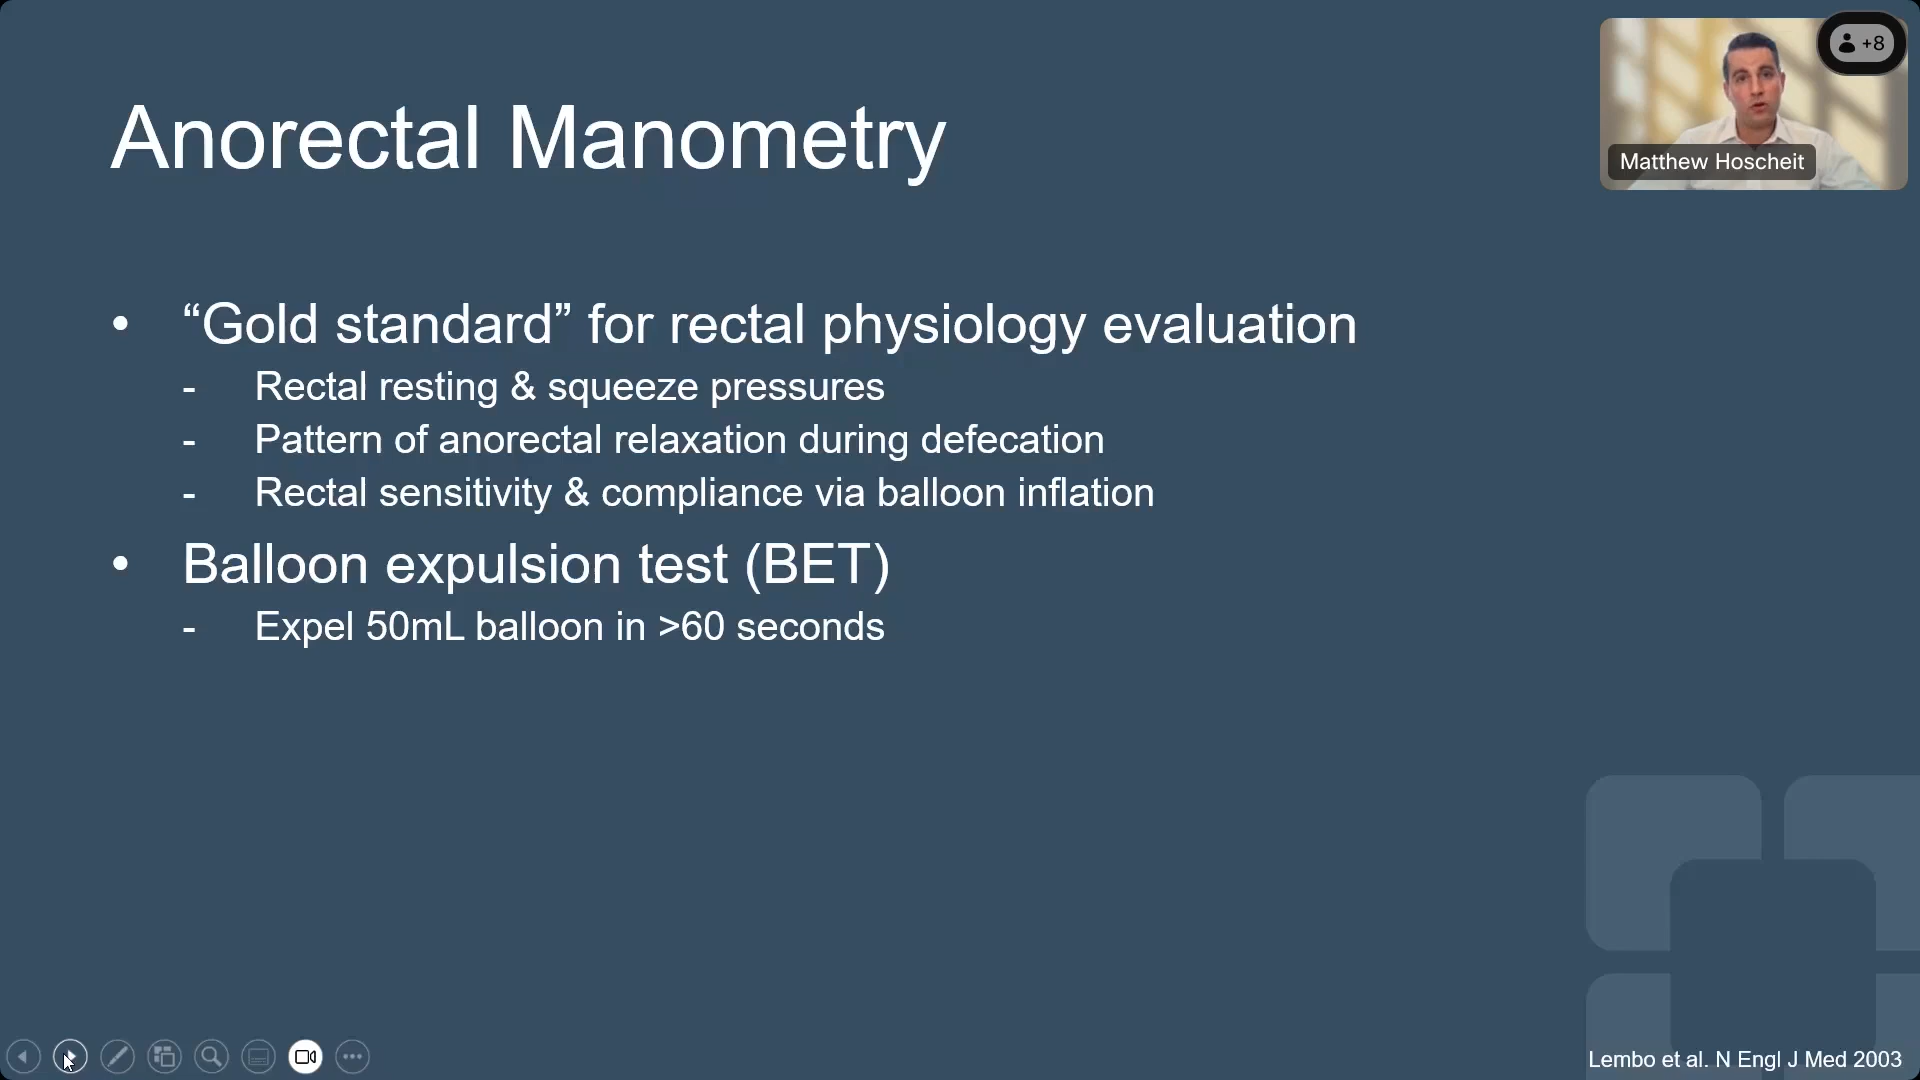 +8
Matthew Hoscheit
Anorectal Manometry
• “Gold standard” for rectal physiology evaluation
- Rectal resting & squeeze pressures
- Pattern of anorectal relaxation during defecation
- Rectal sensitivity & compliance via balloon inflation
• Balloon expulsion test (BET)
- Expel 50mL balloon in >60 seconds
Lembo et al. N Engl J Med 2003